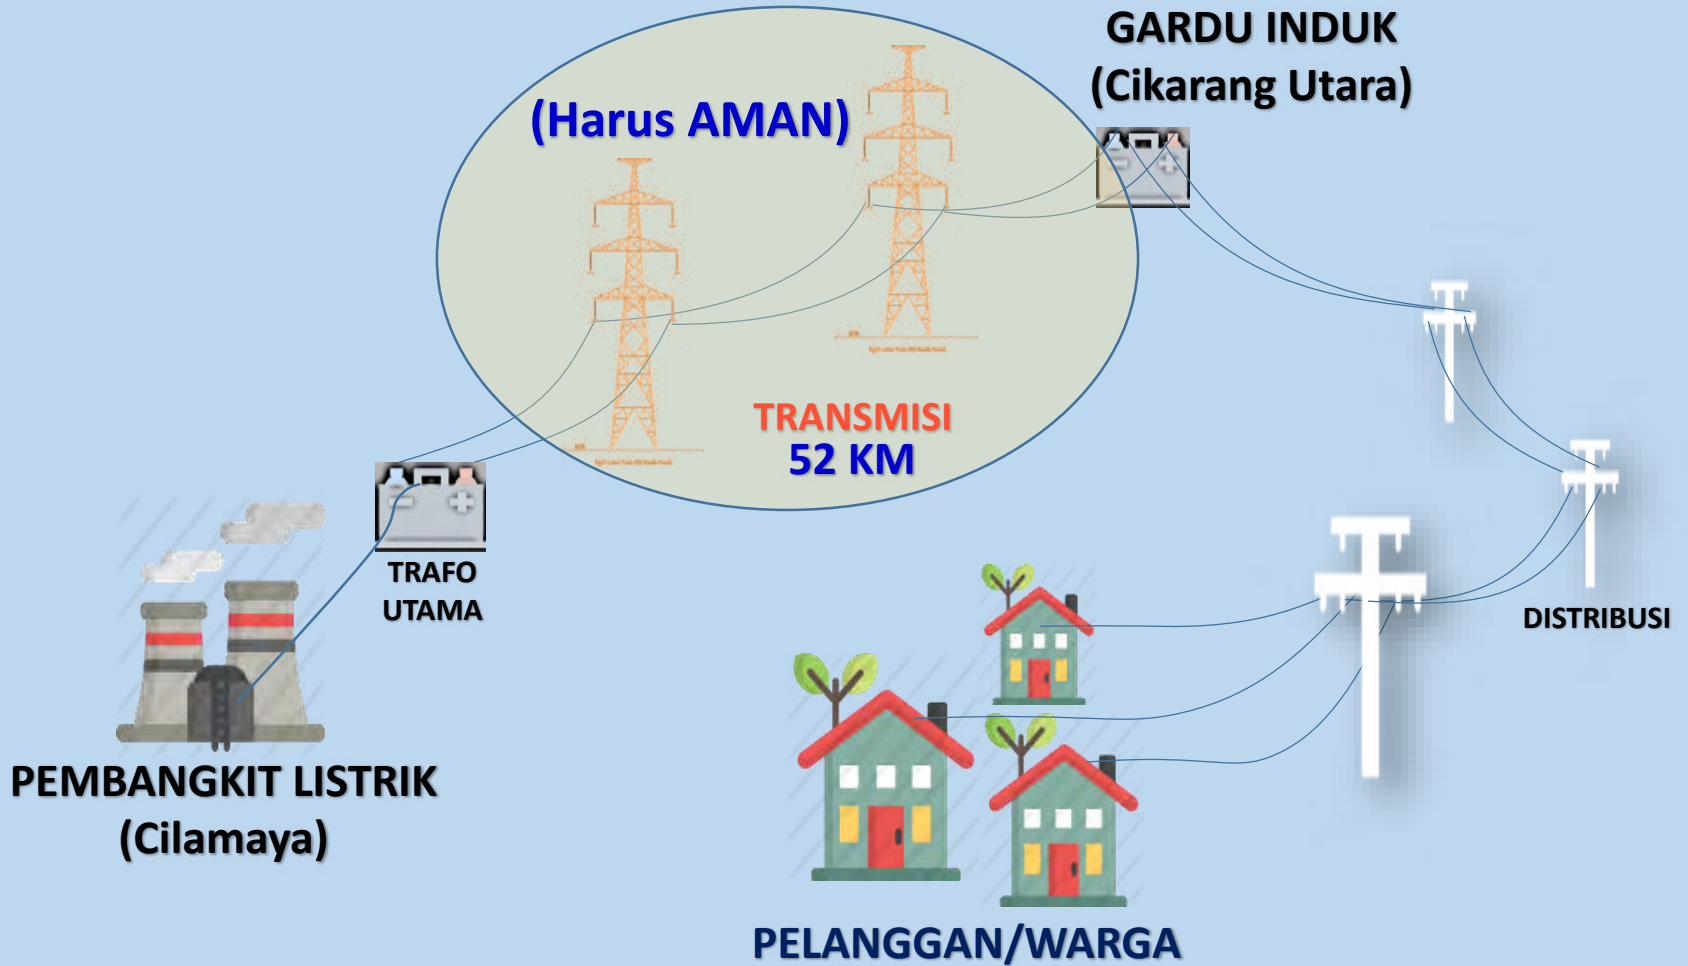 GARDU INDUK
(Cikarang Utara)
(Harus AMAN)
TRANSMISI
52 KM
TRAFO
UTAMA
DISTRIBUSI
PEMBANGKIT LISTRIK
(Cilamaya)
PELANGGAN/WARGA